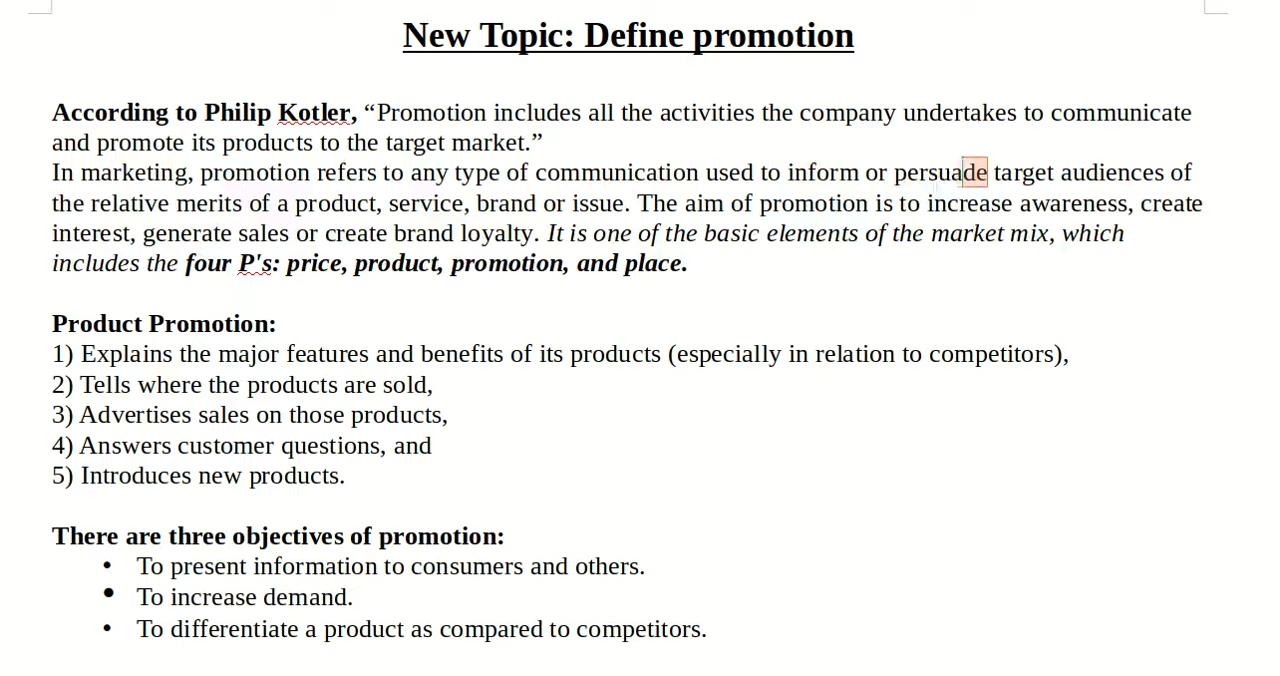 New Topic: Define promotion
According to Philip Kotler, “Promotion includes all the activities the company undertakes to communicate
and promote its products to the target market.”
In marketing, promotion refers to any type of communication used to inform or persuade target audiences of
the relative merits of a product, service, brand or issue. The aim of promotion is to increase awareness, create
interest, generate sales or create brand loyalty. It is one of the basic elements of the market mix, which
includes the four P's: price, product, promotion, and place.
Product Promotion:
1) Explains the major features and benefits of its products (especially in relation to competitors),
2) Tells where the products are sold,
3) Advertises sales on those products,
4) Answers customer questions, and
5) Introduces new products.
There are three objectives of promotion:
• To present information to consumers and others.
• To increase demand.
• To differentiate a product as compared to competitors.